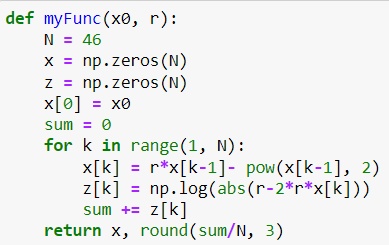 def myFunc(x0, r):
    N = 46
    x = np.zeros(N)
    z = np.zeros(N)
    x[0] = x0
    sum = 0
    for k in range(1, N):
        x[k] = r*x[k-1]- pow(x[k-1], 2)
        z[k] = np.log(abs(r-2*r*x[k]))
        sum += z[k]
    return x, round(sum/N, 3)